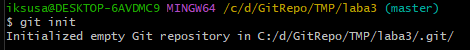 iksusa@DESKTOP-6AVDMC9 MINGW64 /c/d/GitRepo/TMP/laba3 (master)
$ git init
Initialized empty Git repository in C:/d/GitRepo/TMP/laba3/.git/